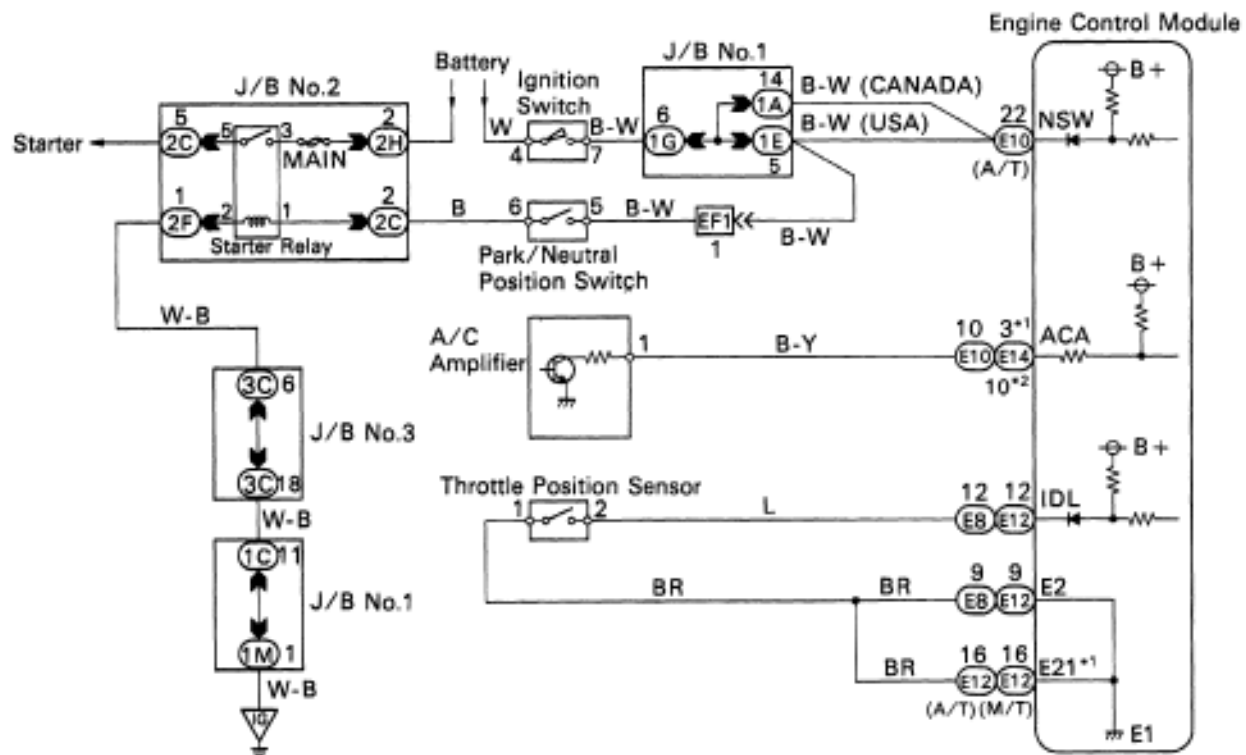 Engine Control Module
J/B No.2
Battery
Ignition Switch
J/B No.1
5
2C
5
3
MAIN
2
2H
Starter
W
4
7
B-W
6
1G
14
1A
1E
5
B-W (CANADA)
B-W (USA)
22
E10
(A/T)
NSW
B+
1
2F
2
1
Starter Relay
2
2C
B
6
5
B-W
EF1
1
B-W
Park/Neutral
Position Switch
W-B
A/C
Amplifier
1
B-Y
10
E10
3*1
E14
10*2
ACA
B+
3C 6
J/B No.3
3C 18
W-B
Throttle Position Sensor
1
2
L
12
E8
12
E12
IDL
B+
1C 11
J/B No.1
1M 1
W-B
IG
BR
BR
9
E8
9
E12
E2
BR
16
E12
16
E12
E21*1
(A/T) (M/T)
E1